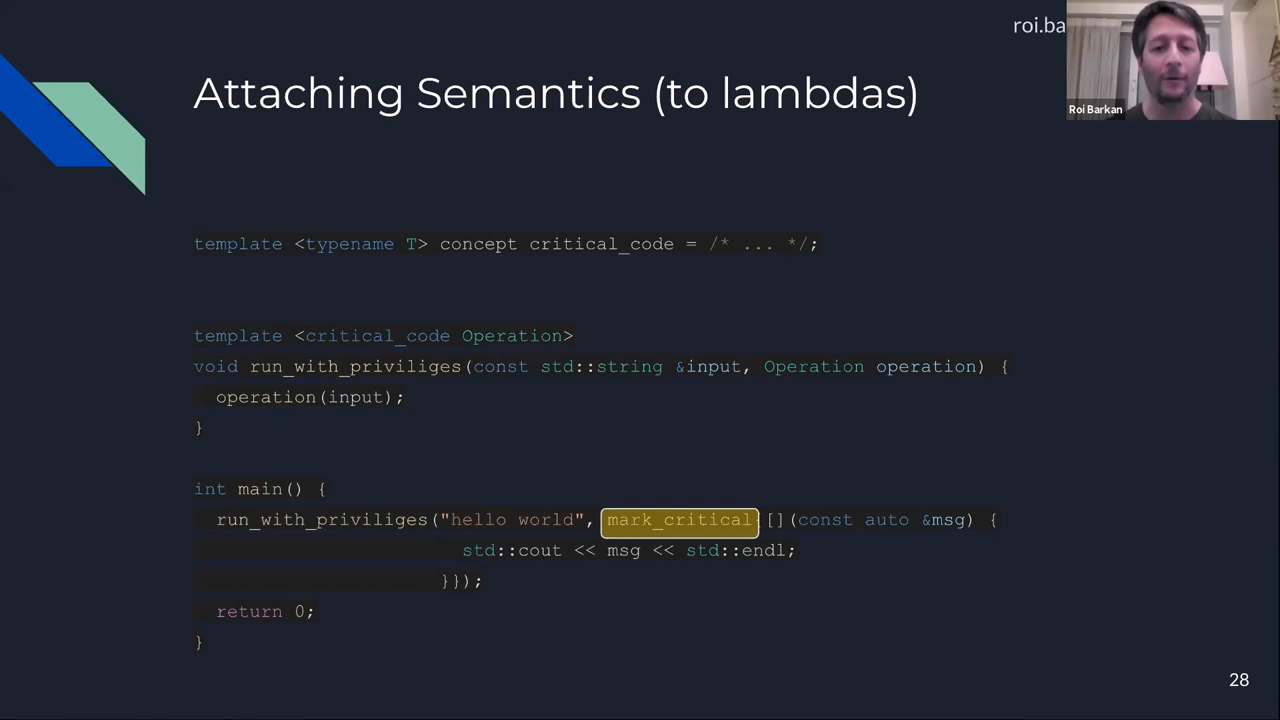 roi.ba
Roi Barkan
Attaching Semantics (to lambdas)
template <typename T> concept critical_code = /* ... */;
template <critical_code Operation>
void run_with_priviliges(const std::string &input, Operation operation) {
operation(input);
}
int main() {
run_with_priviliges("hello world", mark_critical{[](const auto &msg) {
std::cout << msg << std::endl;
}});
return 0;
}
28